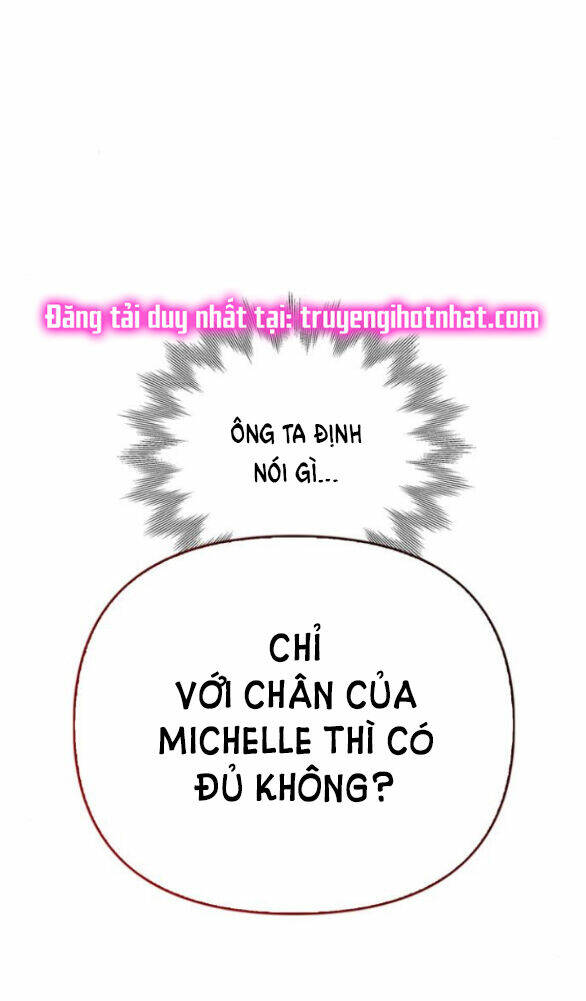 Đăng tải duy nhất tại: truyengihotnhat.com
ÔNG TA ĐỊNH
NÓI GÌ...
CHỈ
VỚI CHÂN CỦA
MICHELLE THÌ CÓ
ĐỦ KHÔNG?